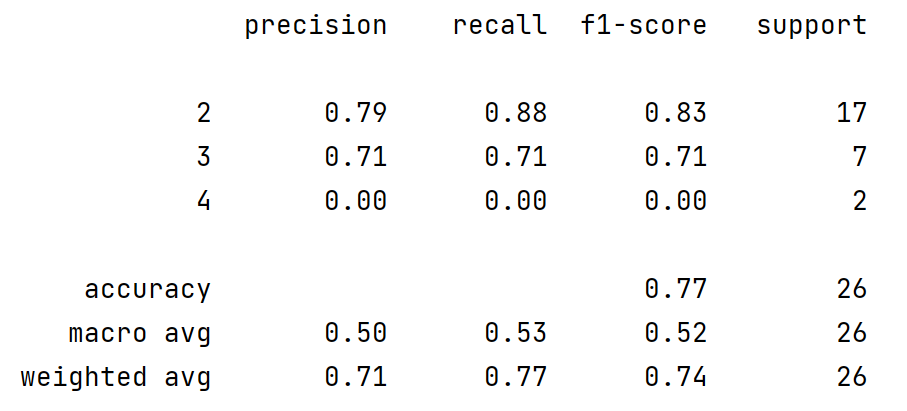 precision recall f1-score support
2 0.79 0.88 0.83 17
3 0.71 0.71 0.71 7
4 0.00 0.00 0.00 2
accuracy 0.77 26
macro avg 0.50 0.53 0.52 26
weighted avg 0.71 0.77 0.74 26